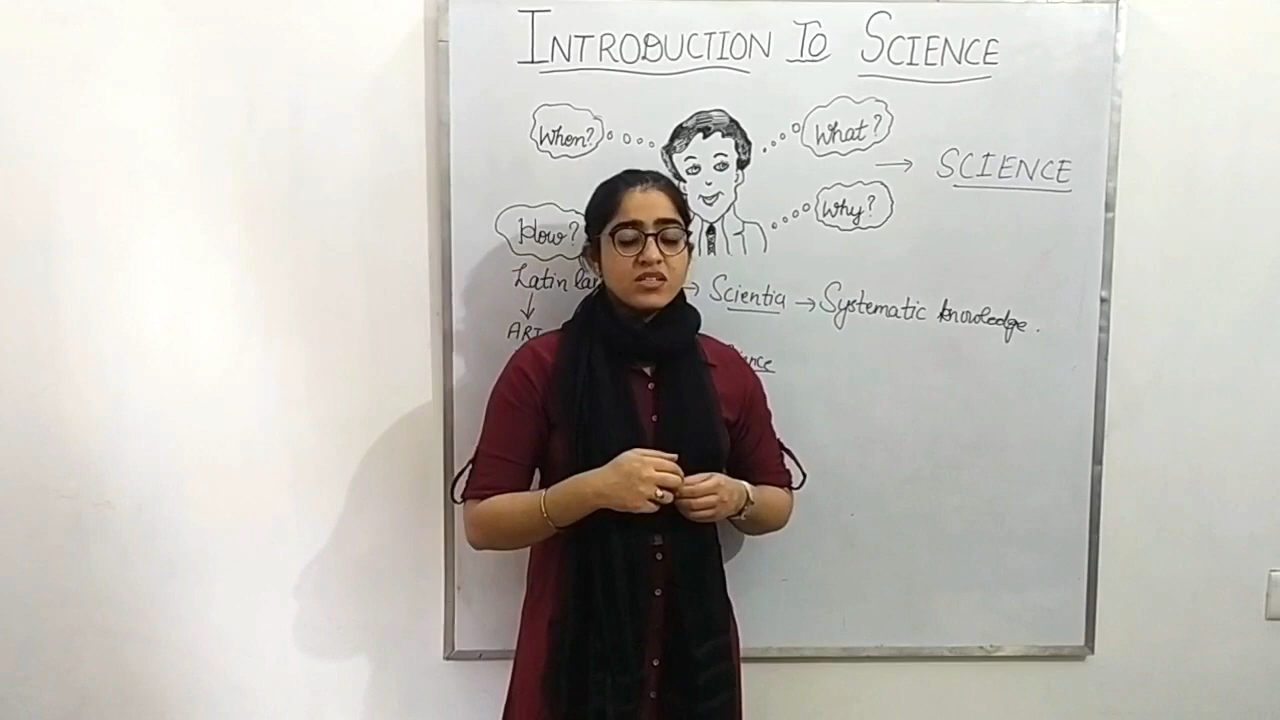 INTRODUCTION TO SCIENCE
When?
What?
→ SCIENCE
How?
Why?
Latin → Scientia → Systematic knowledge.
↓